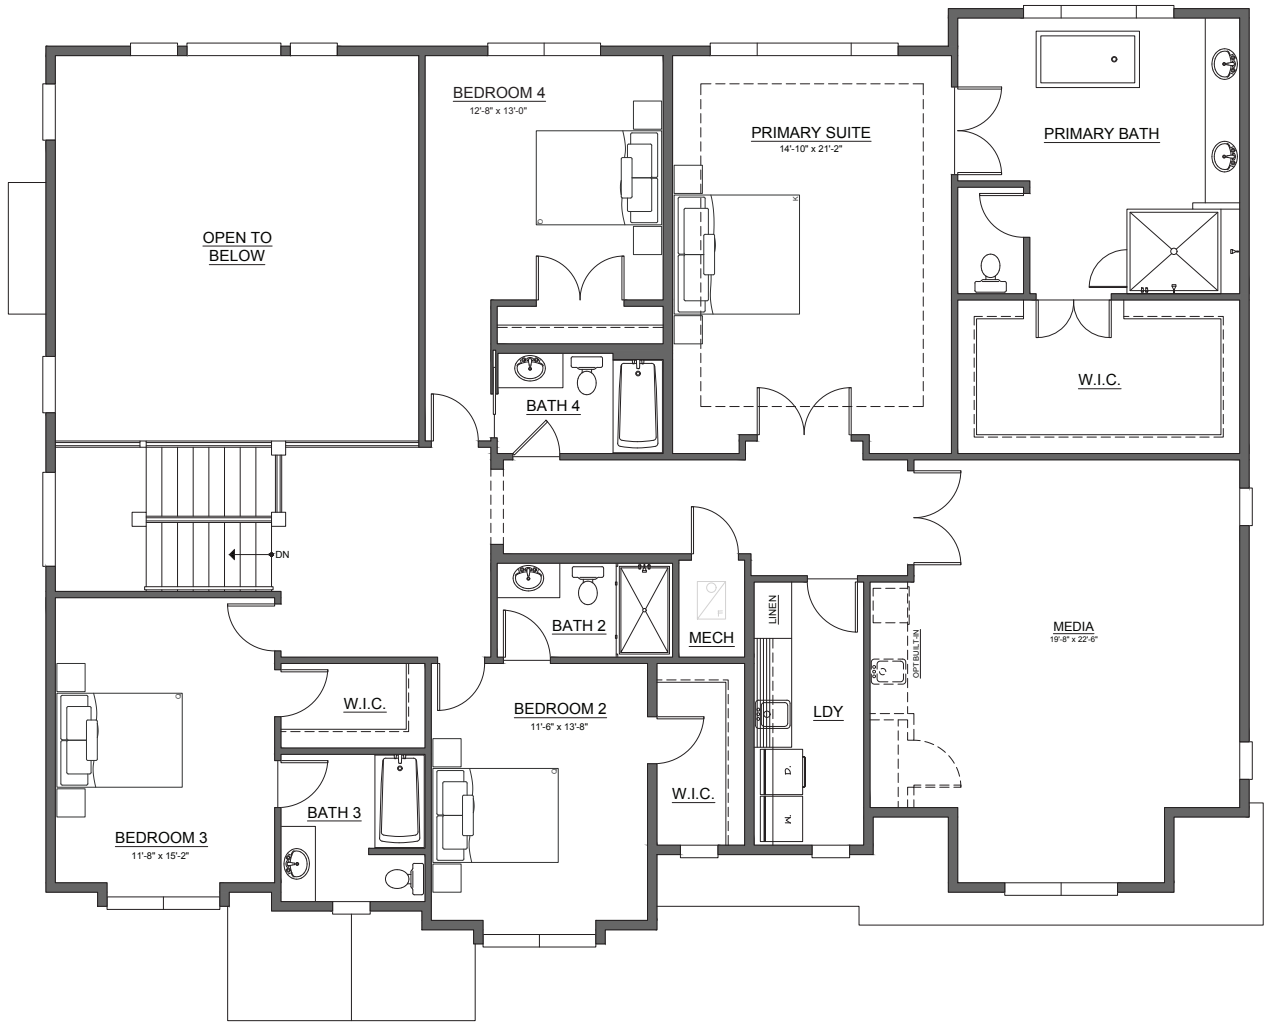 BEDROOM 4
12'-8" x 13'-0"
PRIMARY SUITE
14'-10" x 21'-2"
PRIMARY BATH
OPEN TO
BELOW
K
Q
W.I.C.
BATH 4
DN
LINEN
F
MECH
BATH 2
OPT.BUILT-IN
MEDIA
19'-8" x 22'-6"
W.I.C.
BEDROOM 2
11'-6" x 13'-8"
LDY
Q
Q
D.
W.I.C.
BATH 3
W.
BEDROOM 3
11'-8" x 15'-2"